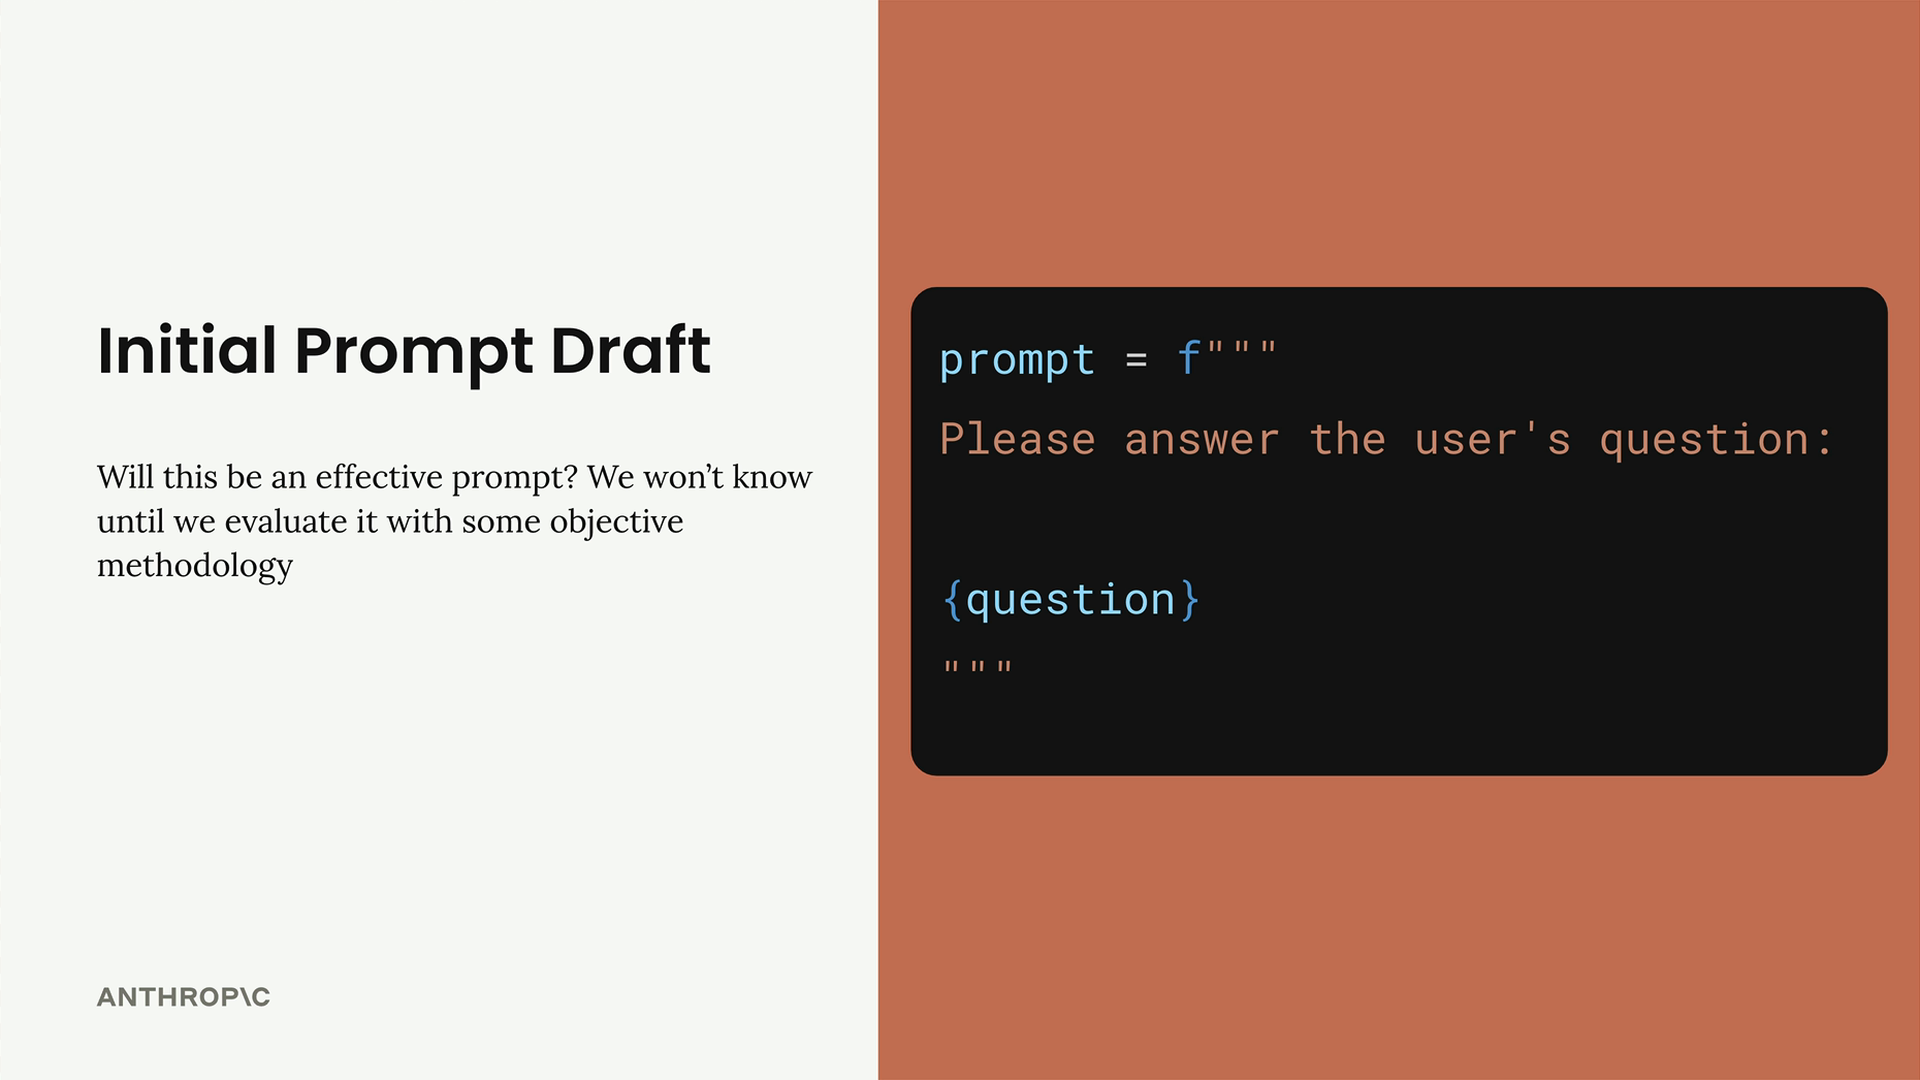 Initial Prompt Draft
Will this be an effective prompt? We won’t know
until we evaluate it with some objective
methodology
ANTHROP\C
prompt = f"""
Please answer the user's question:
{question}
"""